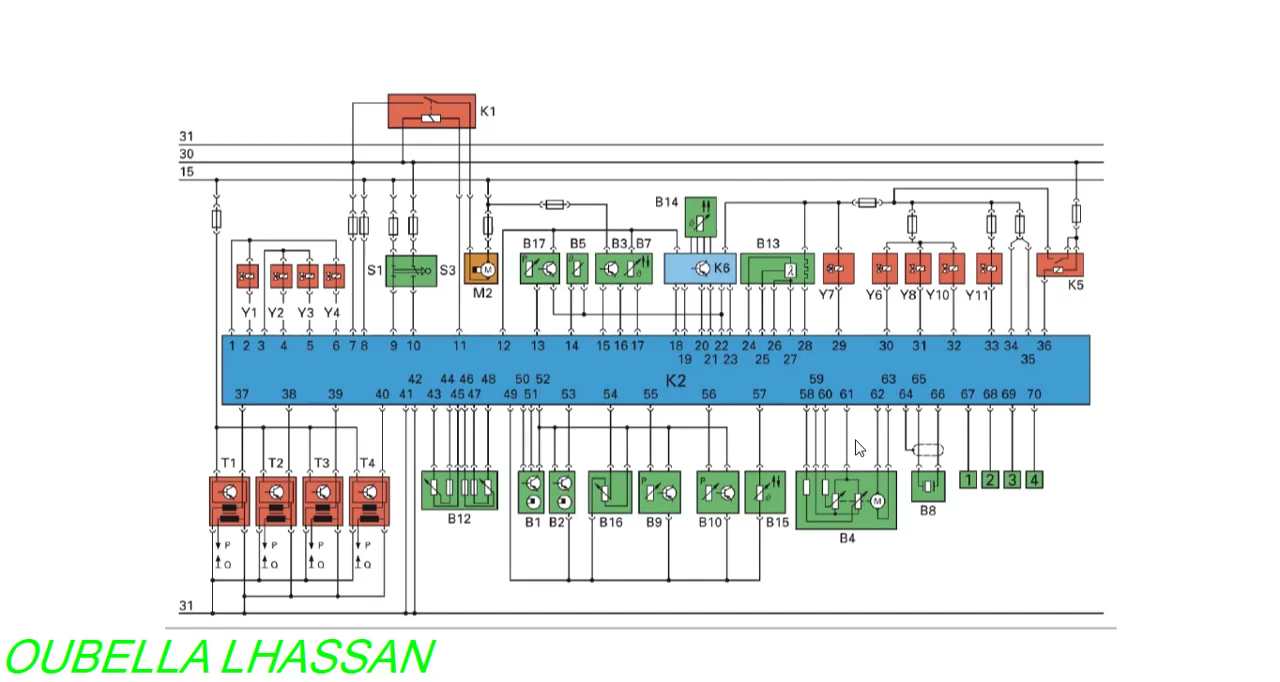 K1
31
30
15
B14
B17 B5 B3 B7 B13
S1 S3 K6
M2 Y7 Y6 Y8 Y10 Y11 K5
Y1 Y2 Y3 Y4
1 2 3 4 5 6 7 8 9 10 11 12 13 14 15 16 17 18 20 22 24 26 28 29 30 31 32 33 34 36
19 21 23 25 27 35
K2
42 44 46 48 50 52 59 63 65
37 38 39 40 41 43 45 47 49 51 53 54 55 56 57 58 60 61 62 64 66 67 68 69 70
T1 T2 T3 T4
1 2 3 4
B12 B1 B2 B16 B9 B10 B15 B4 B8
P P P P
Q Q Q Q
31
OUBELLA LHASSAN